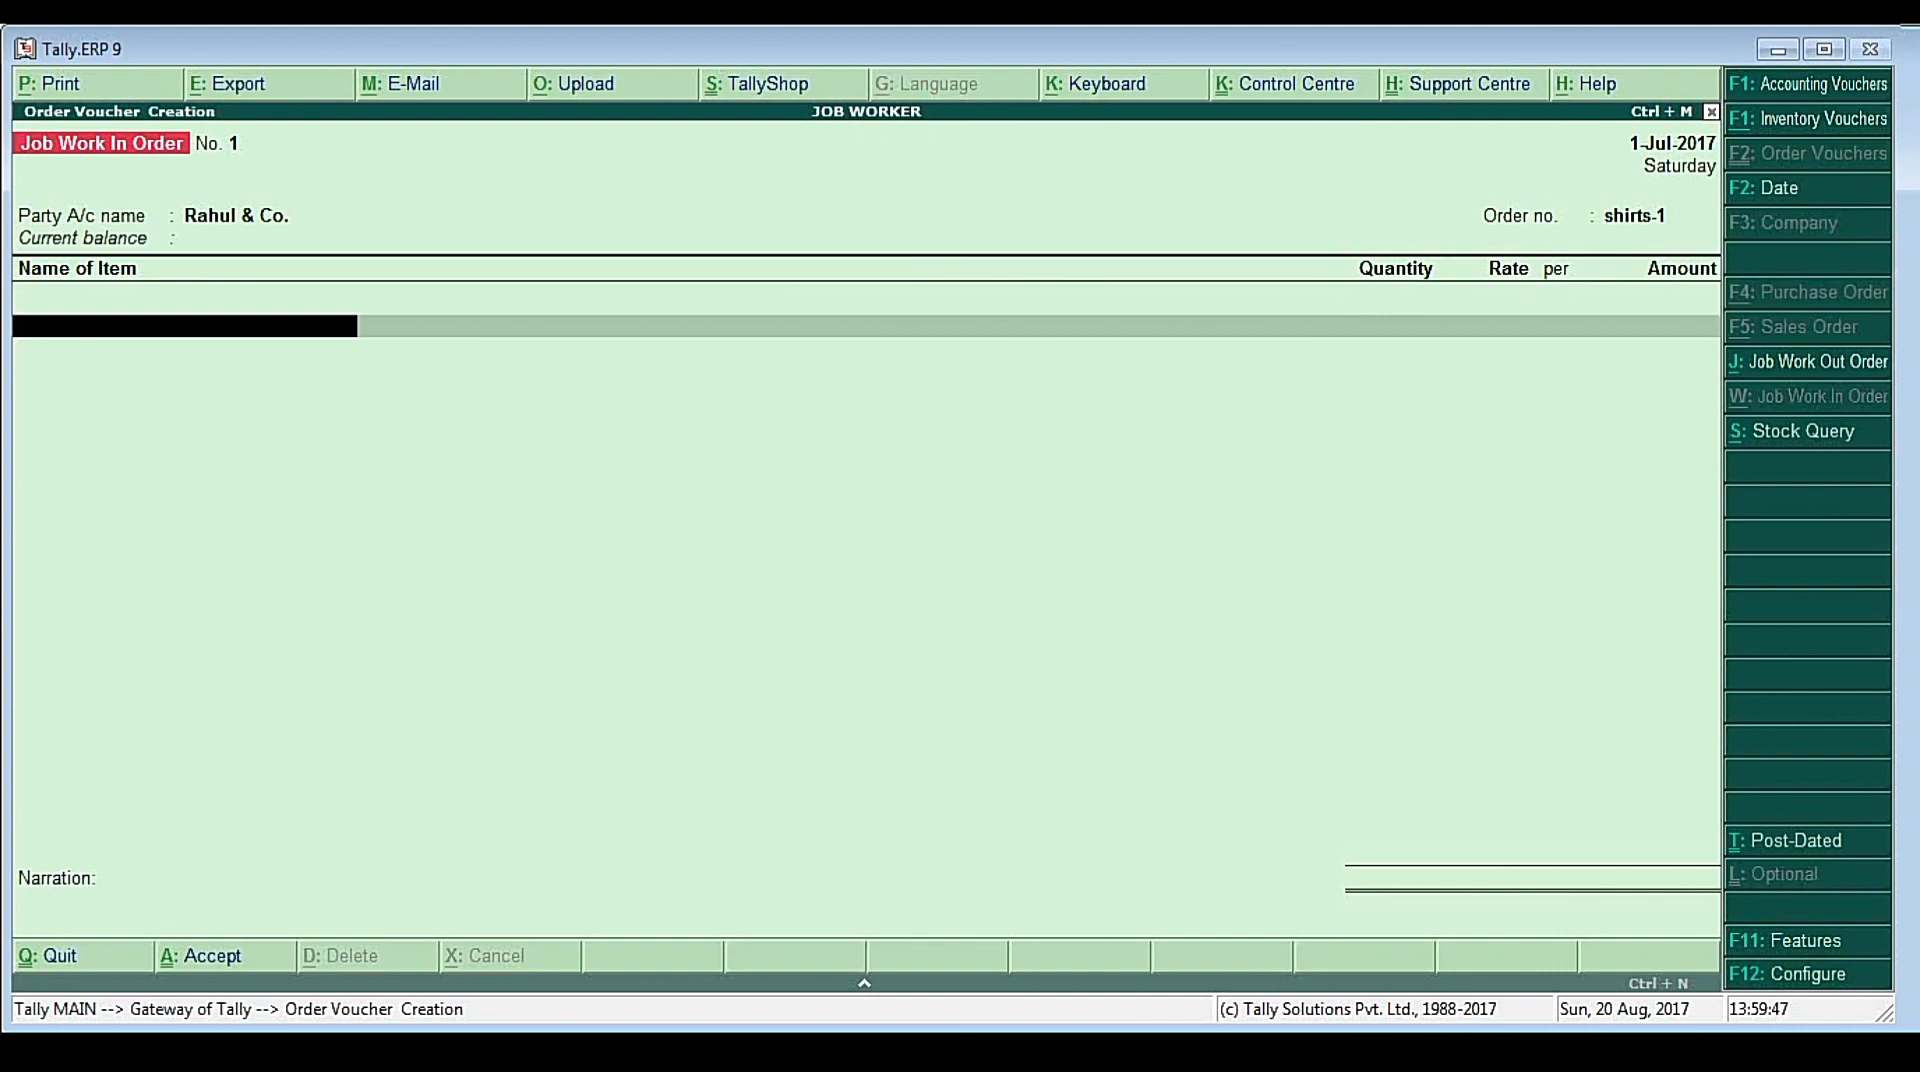 Tally.ERP 9
P: Print E: Export M: E-Mail O: Upload S: TallyShop G: Language K: Keyboard K: Control Centre H: Support Centre H: Help
Order Voucher Creation JOB WORKER Ctrl + M
Job Work In Order No. 1 1-Jul-2017
Saturday
Party A/c name : Rahul & Co. Order no. : shirts-1
Current balance :
Name of Item Quantity Rate per Amount
Narration:
Q: Quit A: Accept D: Delete X: Cancel
Ctrl + N
F1: Accounting Vouchers
F1: Inventory Vouchers
F2: Order Vouchers
F2: Date
F3: Company
F4: Purchase Order
F5: Sales Order
J: Job Work Out Order
W: Job Work In Order
S: Stock Query
T: Post-Dated
L: Optional
F11: Features
F12: Configure
Tally MAIN --> Gateway of Tally --> Order Voucher Creation (c) Tally Solutions Pvt. Ltd., 1988-2017 Sun, 20 Aug, 2017 13:59:47